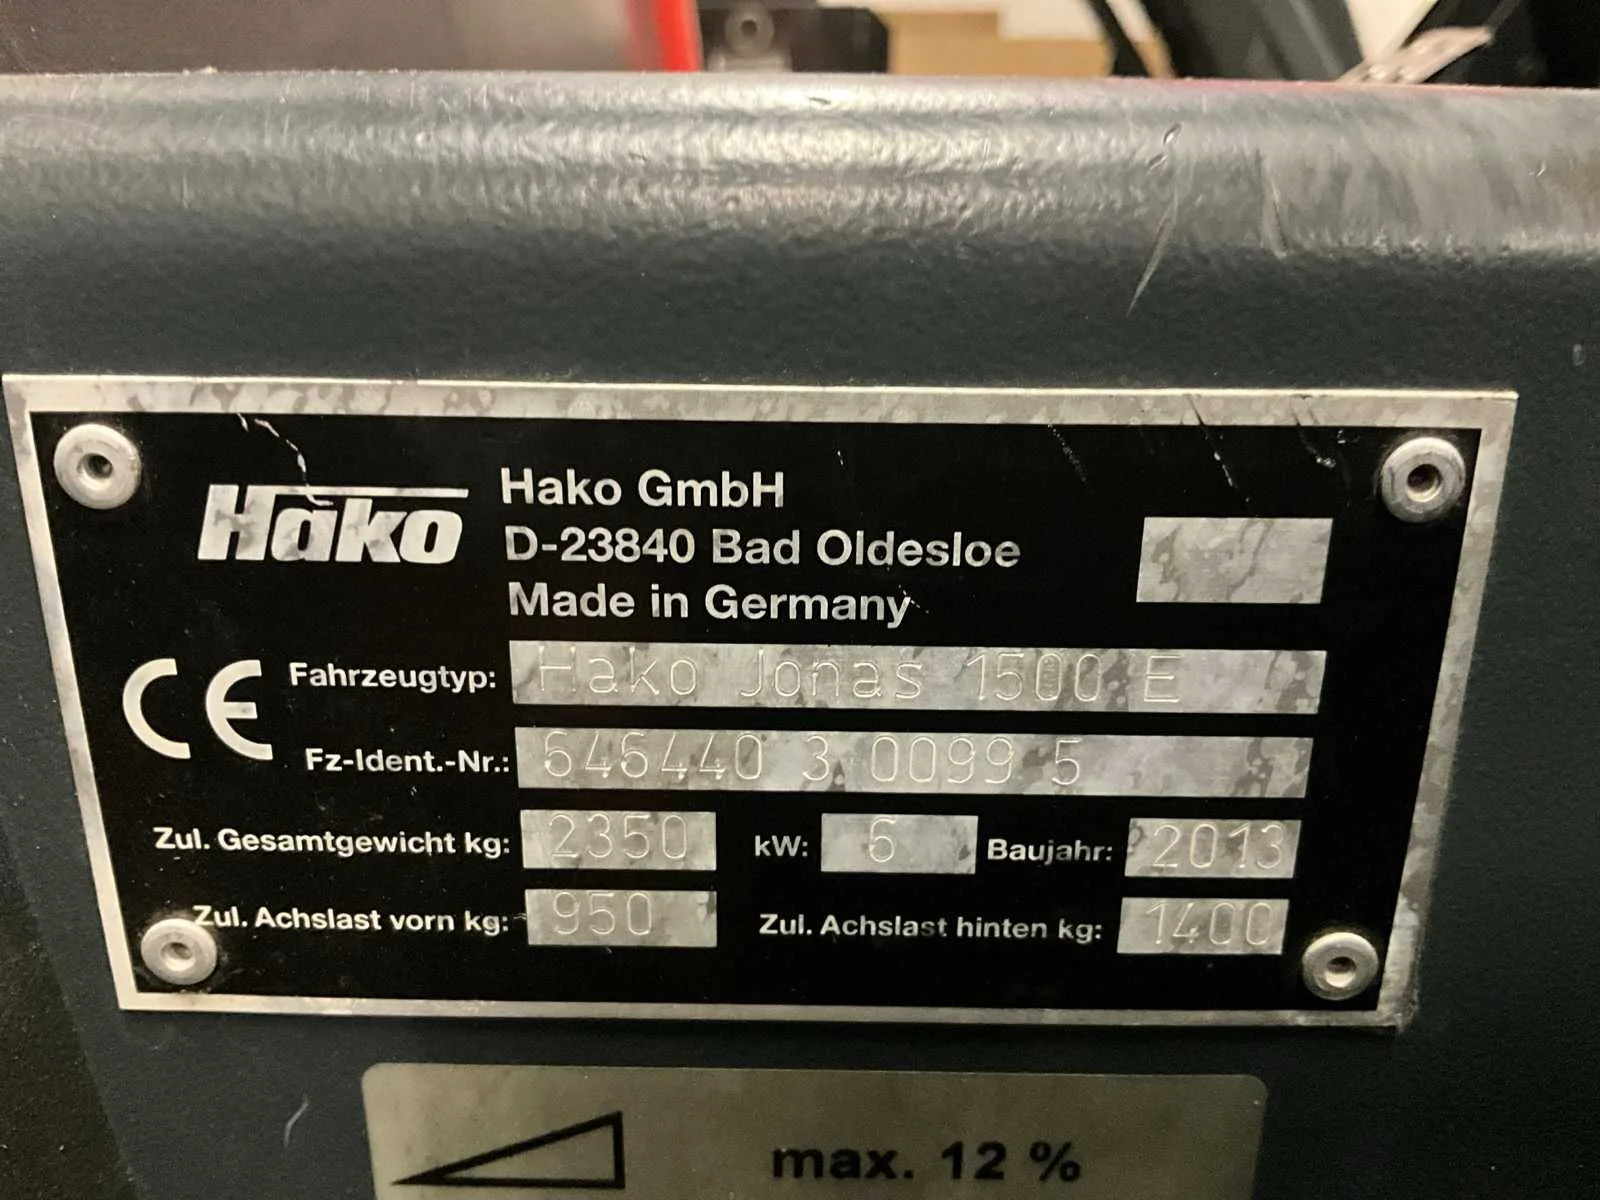 Hako
Hako GmbH
D-23840 Bad Oldesloe
Made in Germany
CE
Fahrzeugtyp: Hako Jonas 1500 E
Fz-Ident.-Nr.: 646440 3 0099 5
Zul. Gesamtgewicht kg: 2350 kW: 6 Baujahr: 2013
Zul. Achslast vorn kg: 950 Zul. Achslast hinten kg: 1400
max. 12 %